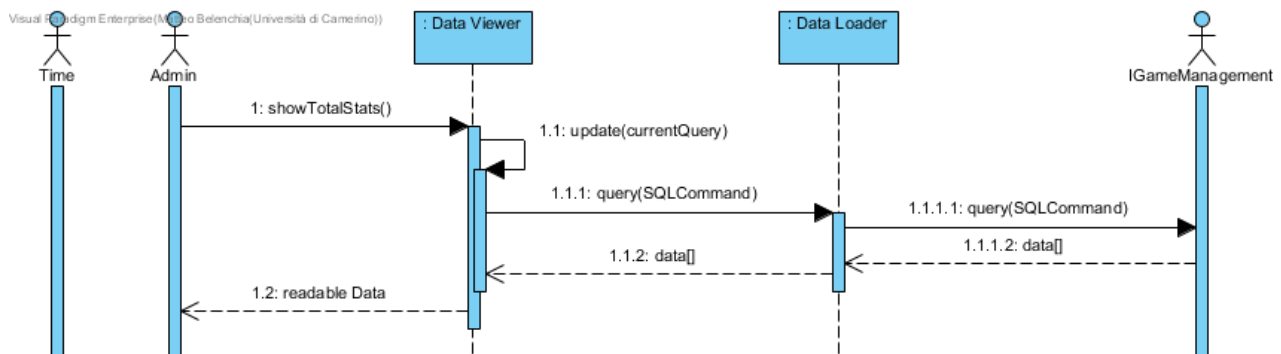 Visual Paradigm Enterprise(Matteo Belenchia(Università di Camerino))
: Data Viewer
: Data Loader
Time
Admin
IGameManagement
1: showTotalStats()
1.1: update(currentQuery)
1.1.1: query(SQLCommand)
1.1.1.1: query(SQLCommand)
1.1.1.2: data[]
1.1.2: data[]
1.2: readable Data